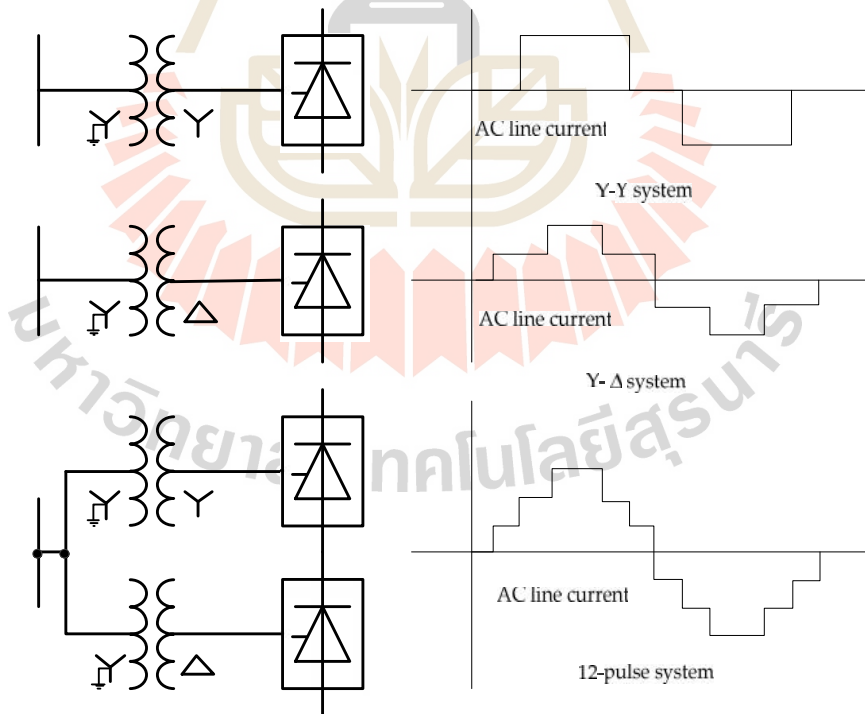 AC line current
Y-Y system
AC line current
Y- Δ system
AC line current
12-pulse system